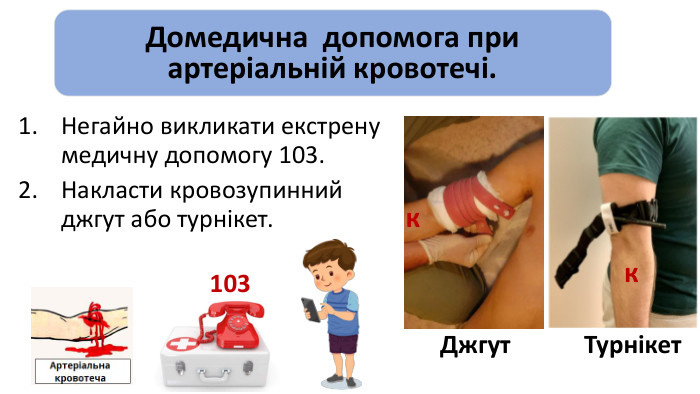 Домедична допомога при
артеріальній кровотечі.
1. Негайно викликати екстрену
медичну допомогу 103.
2. Накласти кровозупинний
джгут або турнікет.
103
Артеріальна
кровотеча
к
к
Джгут
Турнікет